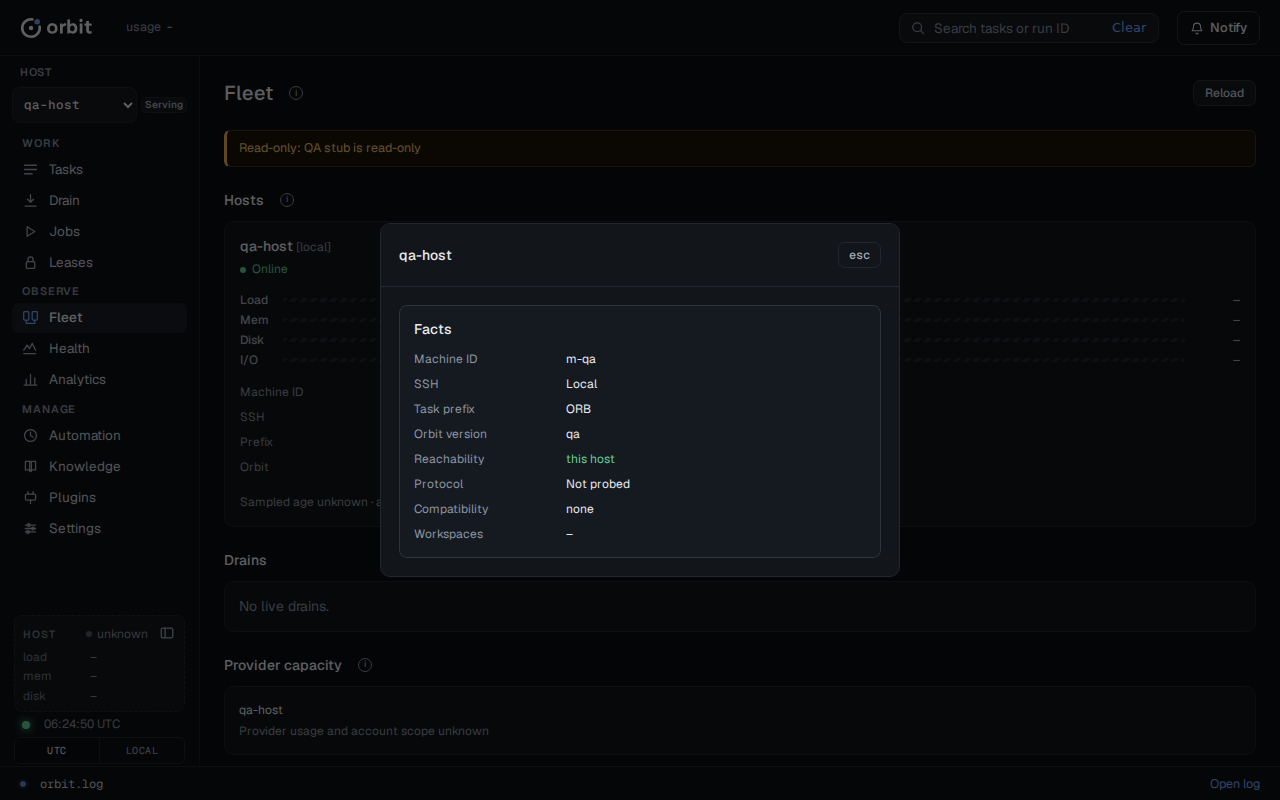 orbit
usage –
Search tasks or run ID
Clear
Notify
HOST
qa-host
Serving
WORK
Tasks
Drain
Jobs
Leases
OBSERVE
Fleet
Health
Analytics
MANAGE
Automation
Knowledge
Plugins
Settings
HOST
unknown
load –
mem –
disk –
06:24:50 UTC
UTC
LOCAL
Fleet
Reload
Read-only: QA stub is read-only
Hosts
qa-host [local]
Online
Load –
Mem –
Disk –
I/O –
Machine ID
SSH
Prefix
Orbit
Sampled age unknown · a
qa-host
esc
Facts
Machine ID m-qa
SSH Local
Task prefix ORB
Orbit version qa
Reachability this host
Protocol Not probed
Compatibility none
Workspaces –
Drains
No live drains.
Provider capacity
qa-host
Provider usage and account scope unknown
orbit.log
Open log